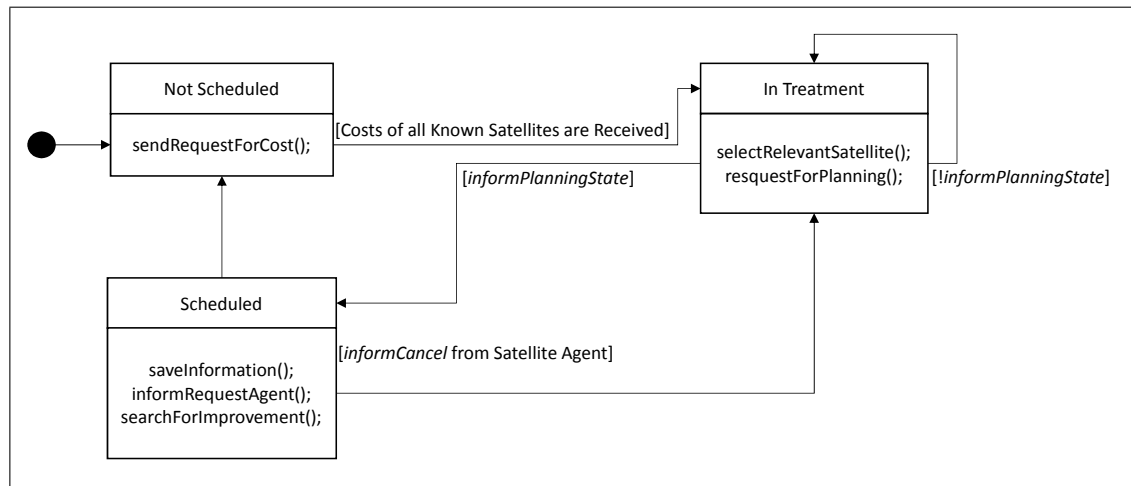 Not Scheduled
sendRequestForCost();
[Costs of all Known Satellites are Received]
In Treatment
selectRelevantSatellite();
resquestForPlanning();
[informPlanningState]
[!informPlanningState]
Scheduled
saveInformation();
informRequestAgent();
searchForImprovement();
[informCancel from Satellite Agent]